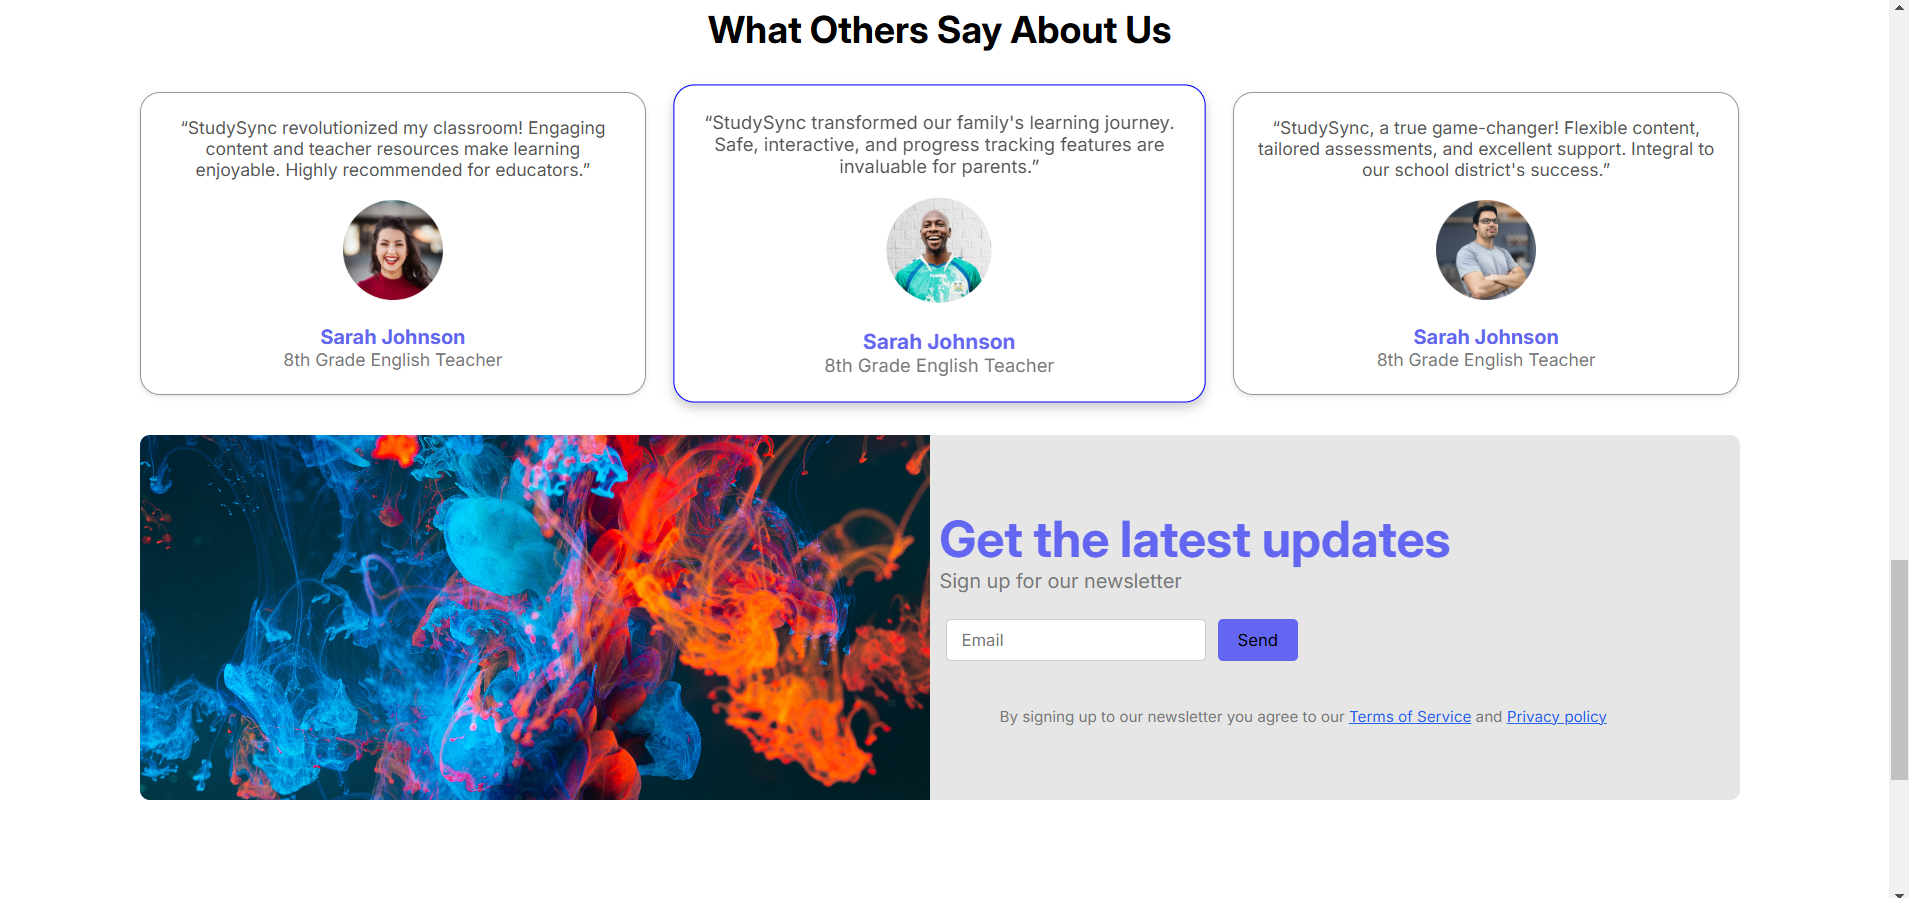 What Others Say About Us
“StudySync revolutionized my classroom! Engaging
content and teacher resources make learning
enjoyable. Highly recommended for educators.”
Sarah Johnson
8th Grade English Teacher
“StudySync transformed our family's learning journey.
Safe, interactive, and progress tracking features are
invaluable for parents.”
Sarah Johnson
8th Grade English Teacher
“StudySync, a true game-changer! Flexible content,
tailored assessments, and excellent support. Integral to
our school district's success.”
Sarah Johnson
8th Grade English Teacher
Get the latest updates
Sign up for our newsletter
Email
Send
By signing up to our newsletter you agree to our Terms of Service and Privacy policy